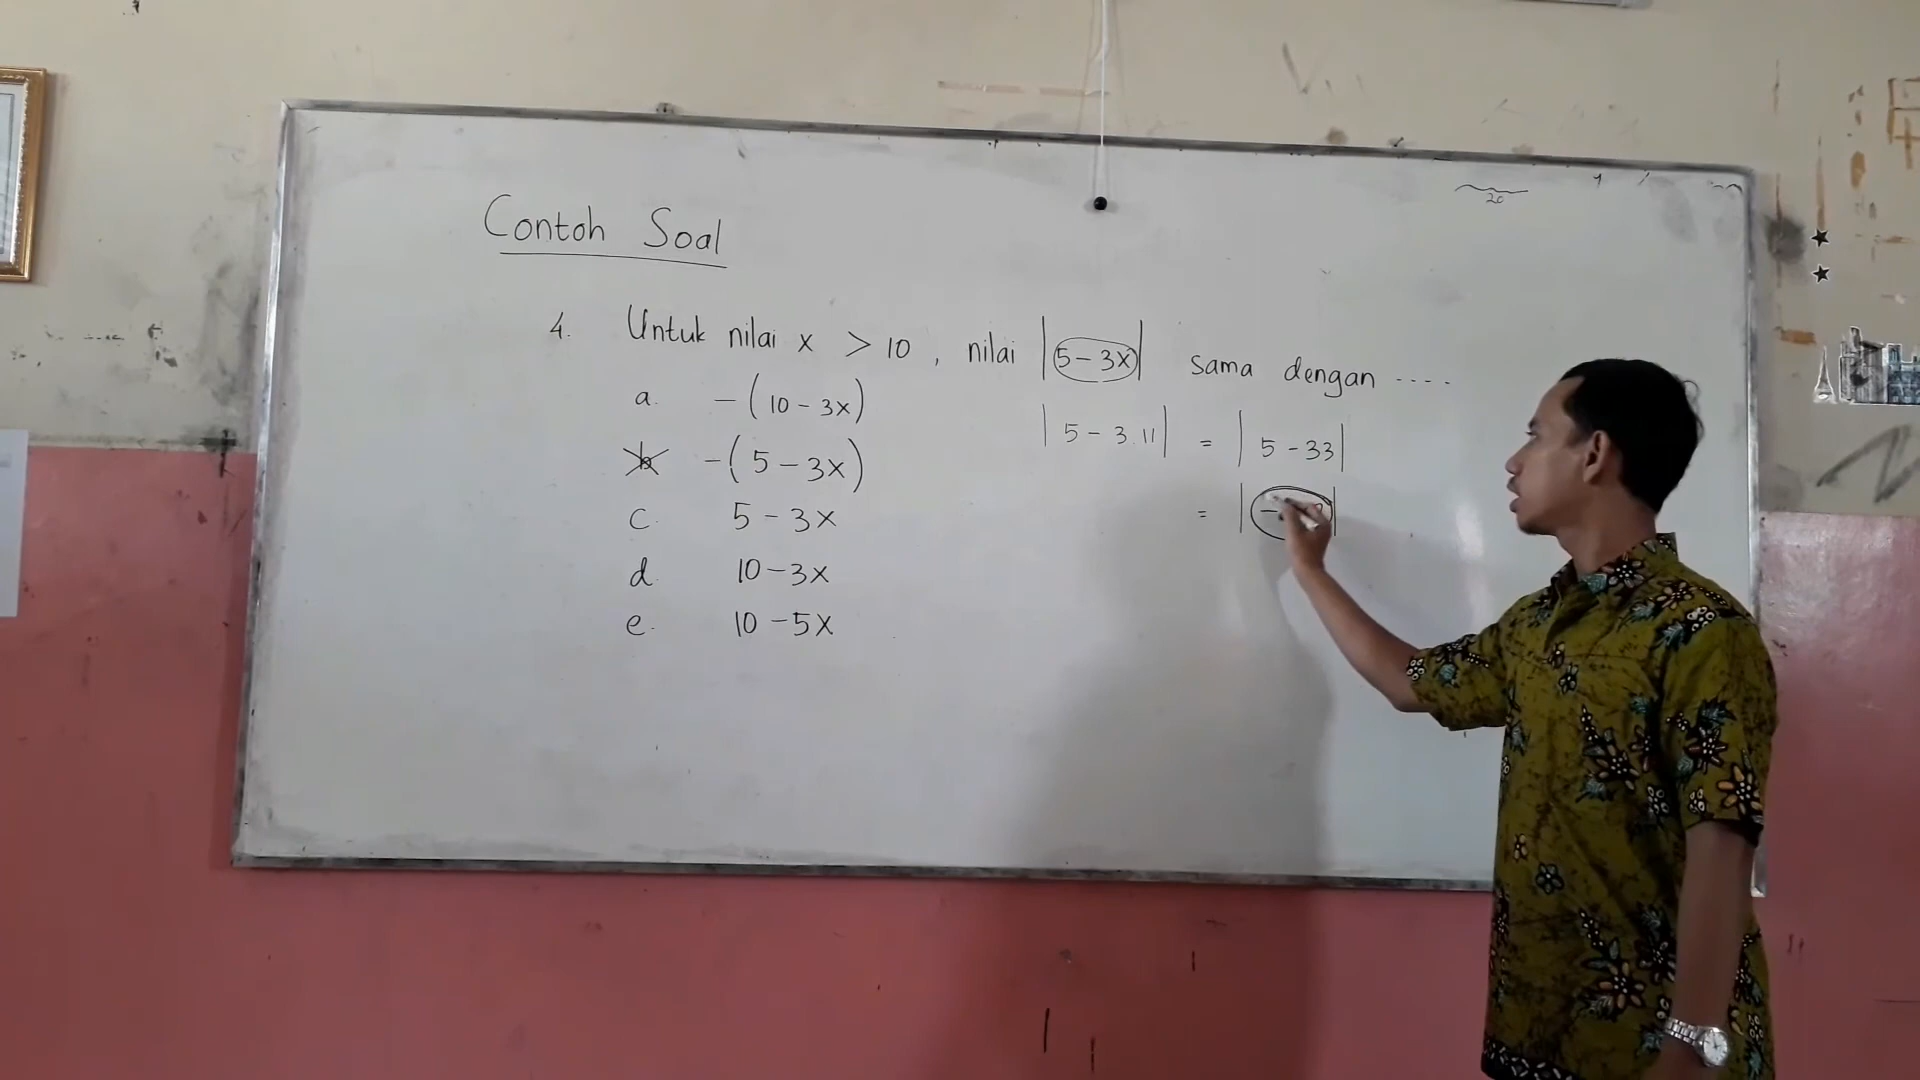 Contoh Soal
4. Untuk nilai x > 10 , nilai |5 - 3x| sama dengan ....
a. -(10 - 3x)
b -(5 - 3x)
c. 5 - 3x
d. 10 - 3x
e. 10 - 5x
|5 - 3.11| = |5 - 33|
= |- |
20